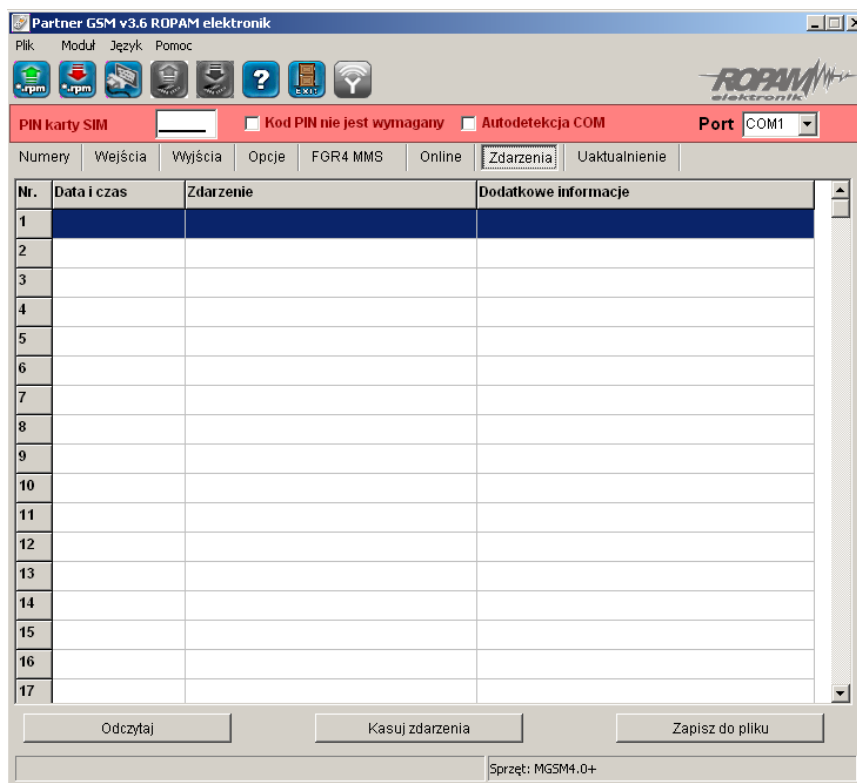 Partner GSM v3.6 ROPAM elektronik
Plik Moduł Język Pomoc
*.rpm *.rpm ? EXIT ROPAM
elektronik
PIN karty SIM Kod PIN nie jest wymagany Autodetekcja COM Port COM1
Numery Wejścia Wyjścia Opcje FGR4 MMS Online Zdarzenia Uaktualnienie
Nr. Data i czas Zdarzenie Dodatkowe informacje
1
2
3
4
5
6
7
8
9
10
11
12
13
14
15
16
17
Odczytaj Kasuj zdarzenia Zapisz do pliku
Sprzęt: MGSM4.0+